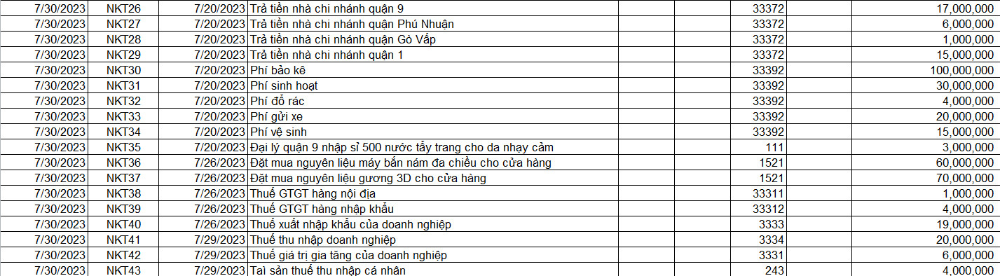 7/30/2023 NKT26 7/20/2023 Trả tiền nhà chi nhánh quận 9 33372 17,000,000
7/30/2023 NKT27 7/20/2023 Trả tiền nhà chi nhánh quận Phú Nhuận 33372 6,000,000
7/30/2023 NKT28 7/20/2023 Trả tiền nhà chi nhánh quận Gò Vấp 33372 1,000,000
7/30/2023 NKT29 7/20/2023 Trả tiền nhà chi nhánh quận 1 33372 15,000,000
7/30/2023 NKT30 7/20/2023 Phí bảo kê 33392 100,000,000
7/30/2023 NKT31 7/20/2023 Phí sinh hoạt 33392 30,000,000
7/30/2023 NKT32 7/20/2023 Phí đổ rác 33392 4,000,000
7/30/2023 NKT33 7/20/2023 Phí gửi xe 33392 20,000,000
7/30/2023 NKT34 7/20/2023 Phí vệ sinh 33392 15,000,000
7/30/2023 NKT35 7/20/2023 Đại lý quận 9 nhập sỉ 500 nước tẩy trang cho da nhạy cảm 111 3,000,000
7/30/2023 NKT36 7/26/2023 Đặt mua nguyên liệu máy bắn nám đa chiều cho cửa hàng 1521 60,000,000
7/30/2023 NKT37 7/26/2023 Đặt mua nguyên liệu gương 3D cho cửa hàng 1521 70,000,000
7/30/2023 NKT38 7/26/2023 Thuế GTGT hàng nội địa 33311 1,000,000
7/30/2023 NKT39 7/26/2023 Thuế GTGT hàng nhập khẩu 33312 4,000,000
7/30/2023 NKT40 7/26/2023 Thuế xuất nhập khẩu của doanh nghiệp 3333 19,000,000
7/30/2023 NKT41 7/29/2023 Thuế thu nhập doanh nghiệp 3334 20,000,000
7/30/2023 NKT42 7/29/2023 Thuế giá trị gia tăng của doanh nghiệp 3331 6,000,000
7/30/2023 NKT43 7/29/2023 Taì sản thuế thu nhập cá nhân 243 4,000,000